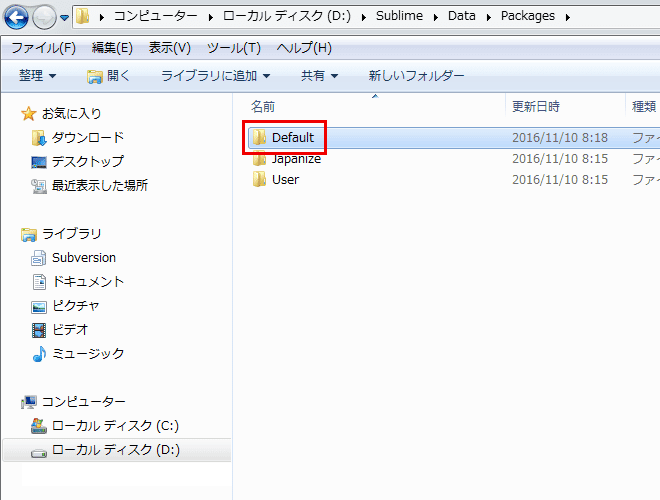 コンピューター ▸ ローカル ディスク (D:) ▸ Sublime ▸ Data ▸ Packages ▸
ファイル(F) 編集(E) 表示(V) ツール(T) ヘルプ(H)
整理 ▼ 開く ライブラリに追加 ▼ 共有 ▼ 新しいフォルダー
名前 更新日時 種類
Default 2016/11/10 8:18 ファイ
Japanize 2016/11/10 8:15 ファイ
User 2016/11/10 8:15 ファイ
お気に入り
ダウンロード
デスクトップ
最近表示した場所
ライブラリ
Subversion
ドキュメント
ピクチャ
ビデオ
ミュージック
コンピューター
ローカル ディスク (C:)
ローカル ディスク (D:)